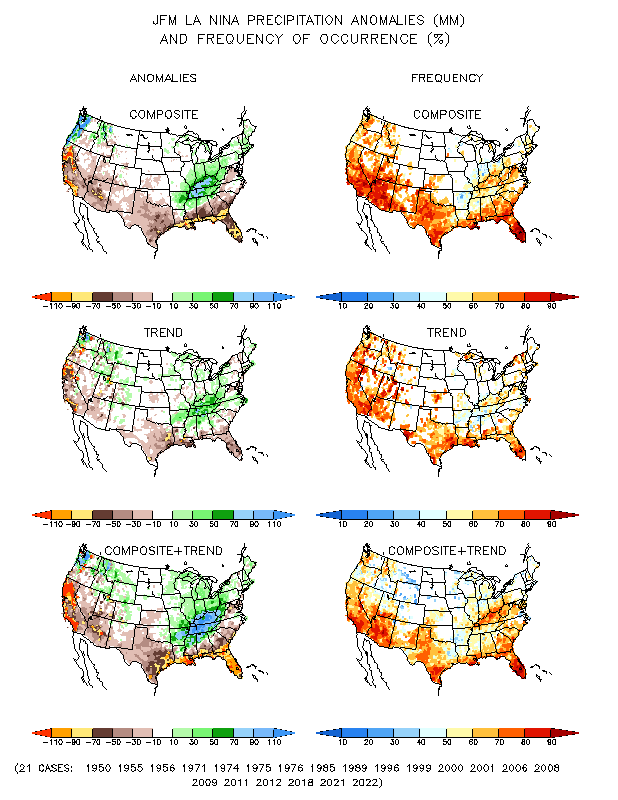 JFM LA NINA PRECIPITATION ANOMALIES (MM)
AND FREQUENCY OF OCCURRENCE (%)
ANOMALIES FREQUENCY
COMPOSITE COMPOSITE
-110 -90 -70 -50 -30 -10 10 30 50 70 90 110 10 20 30 40 50 60 70 80 90
TREND TREND
-110 -90 -70 -50 -30 -10 10 30 50 70 90 110 10 20 30 40 50 60 70 80 90
COMPOSITE+TREND COMPOSITE+TREND
-110 -90 -70 -50 -30 -10 10 30 50 70 90 110 10 20 30 40 50 60 70 80 90
(21 CASES: 1950 1955 1956 1971 1974 1975 1976 1985 1989 1996 1999 2000 2001 2006 2008
2009 2011 2012 2018 2021 2022)